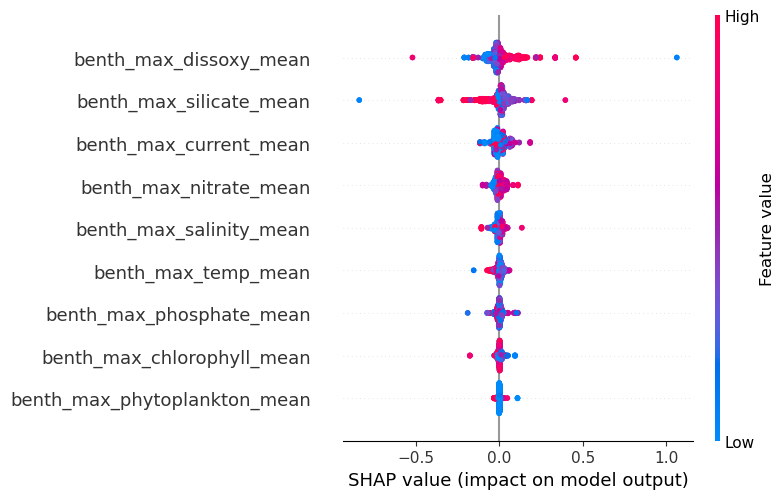 High
benth_max_dissoxy_mean
benth_max_silicate_mean
benth_max_current_mean
benth_max_nitrate_mean
benth_max_salinity_mean
benth_max_temp_mean
benth_max_phosphate_mean
benth_max_chlorophyll_mean
benth_max_phytoplankton_mean
Feature value
Low
−0.5 0.0 0.5 1.0
SHAP value (impact on model output)